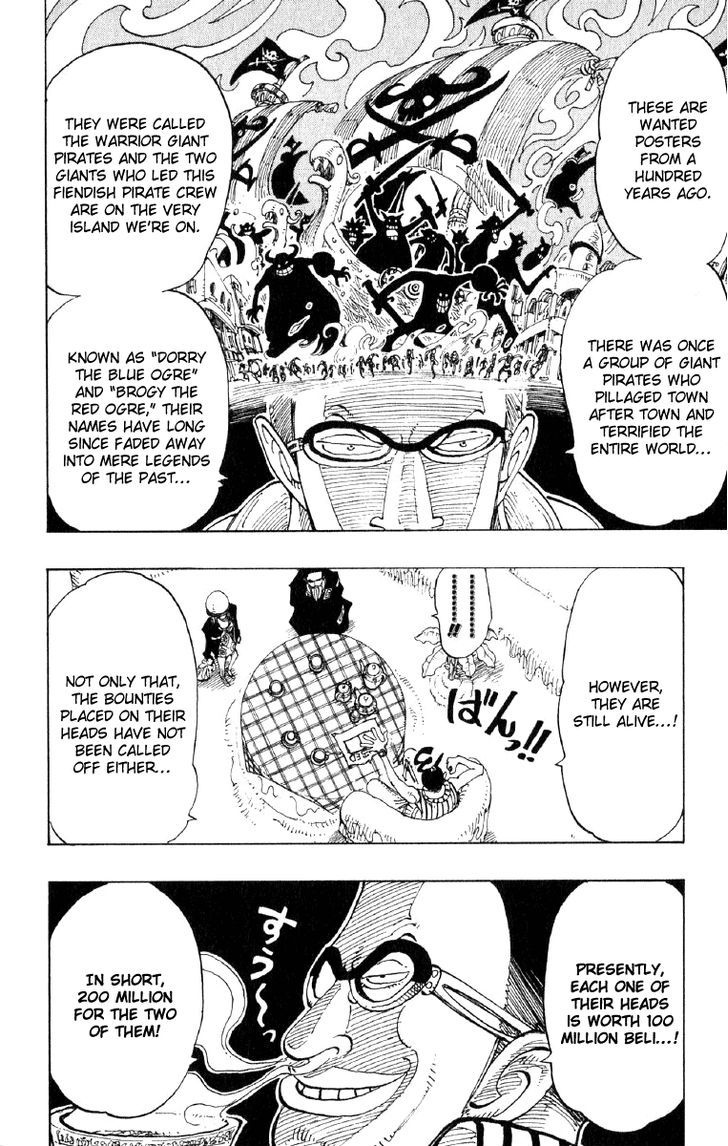 THESE ARE
WANTED
POSTERS
FROM A
HUNDRED
YEARS AGO.
THERE WAS ONCE
A GROUP OF GIANT
PIRATES WHO
PILLAGED TOWN
AFTER TOWN AND
TERRIFIED THE
ENTIRE WORLD...
THEY WERE CALLED
THE WARRIOR GIANT
PIRATES AND THE TWO
GIANTS WHO LED THIS
FIENDISH PIRATE CREW
ARE ON THE VERY
ISLAND WE'RE ON.
KNOWN AS "DORRY
THE BLUE OGRE"
AND "BROGY THE
RED OGRE," THEIR
NAMES HAVE LONG
SINCE FADED AWAY
INTO MERE LEGENDS
OF THE PAST...
HOWEVER,
THEY ARE
STILL ALIVE...!
!!
ばんっ!!
NOT ONLY THAT,
THE BOUNTIES
PLACED ON THEIR
HEADS HAVE NOT
BEEN CALLED
OFF EITHER...
PRESENTLY,
EACH ONE OF
THEIR HEADS
IS WORTH 100
MILLION BELI...!
すう〜〜っ
IN SHORT,
200 MILLION
FOR THE TWO
OF THEM!